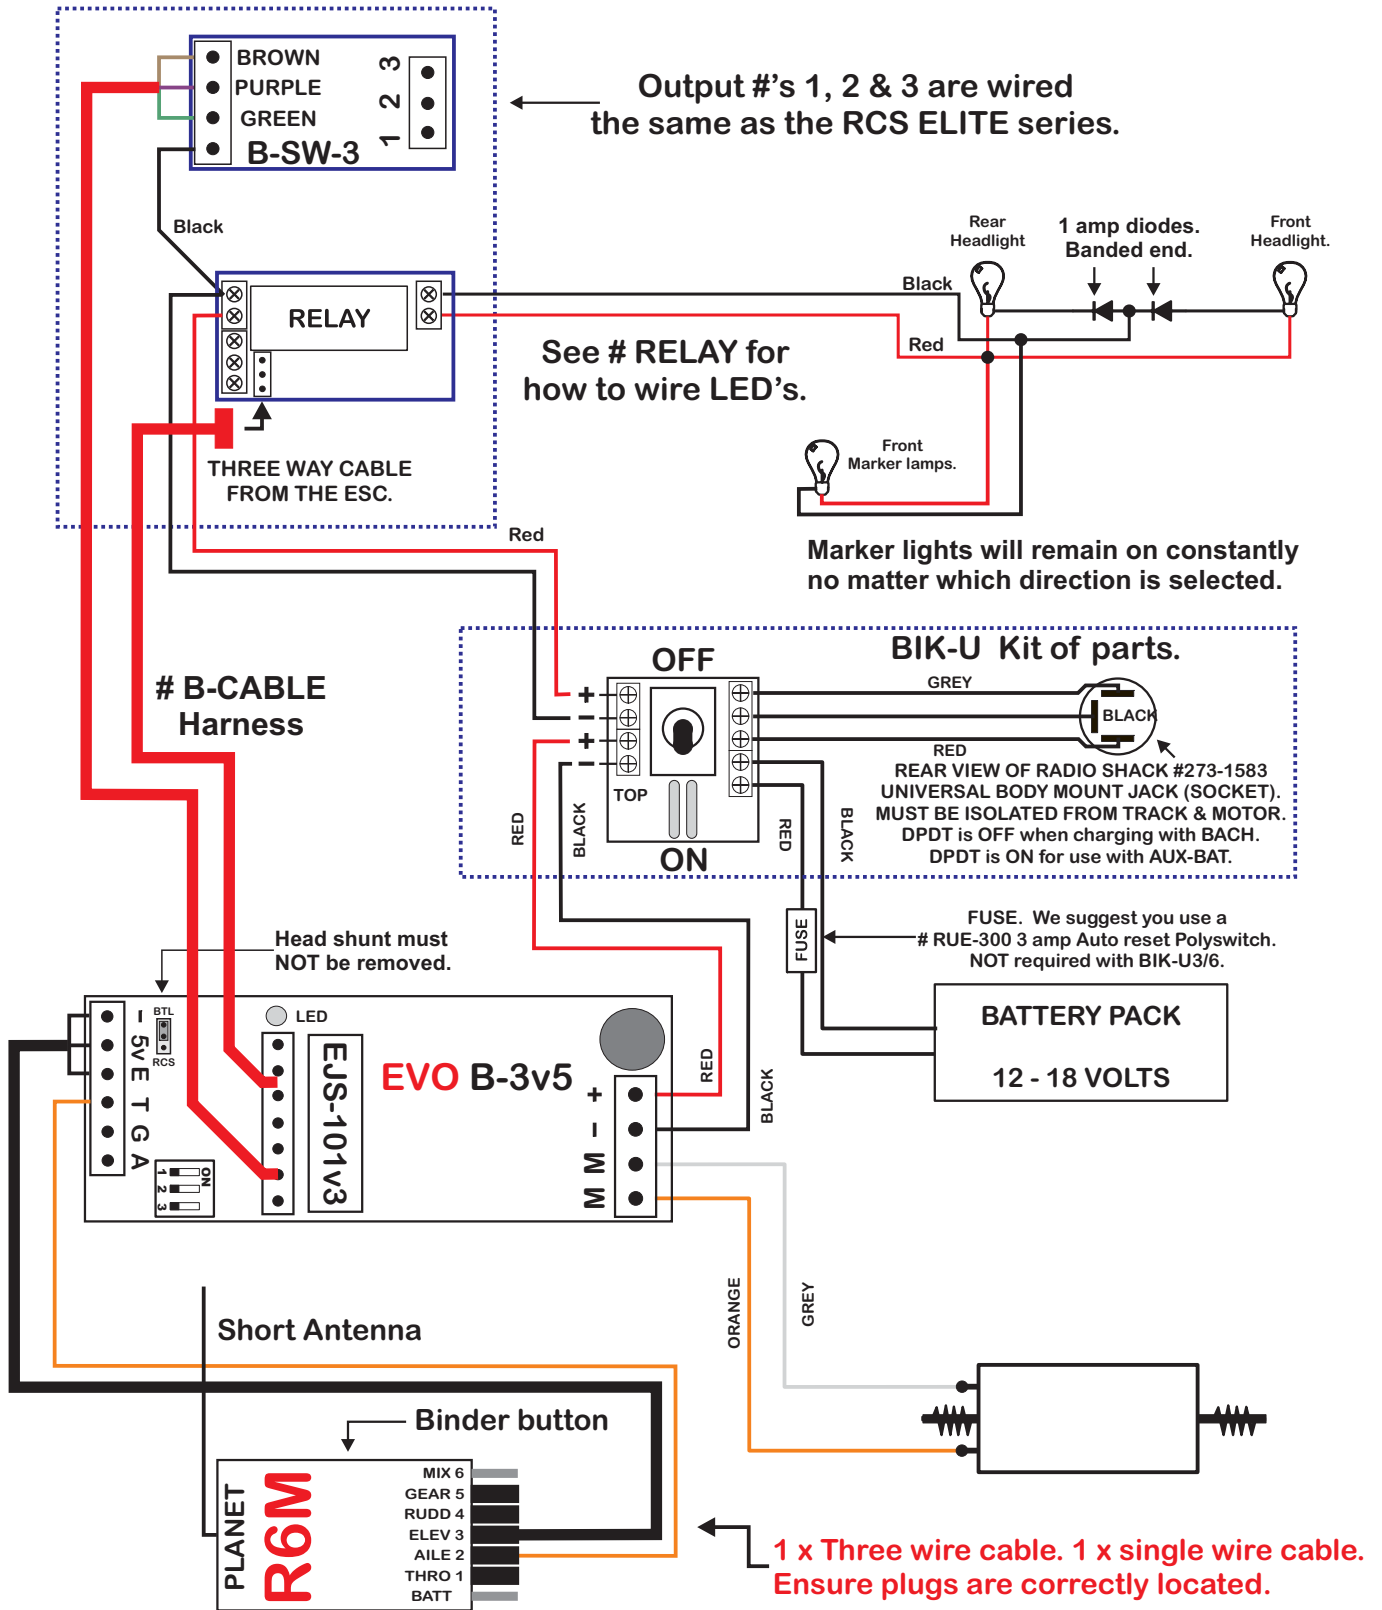 BROWN
PURPLE
GREEN
B-SW-3
3
2
1
Output #'s 1, 2 & 3 are wired
the same as the RCS ELITE series.
Black
RELAY
Black
Red
Rear
Headlight
1 amp diodes.
Banded end.
Front
Headlight.
See # RELAY for
how to wire LED's.
THREE WAY CABLE
FROM THE ESC.
Front
Marker lamps.
Red
Marker lights will remain on constantly
no matter which direction is selected.
# B-CABLE
Harness
BIK-U Kit of parts.
OFF
+
−
+
−
TOP
ON
GREY
BLACK
RED
REAR VIEW OF RADIO SHACK #273-1583
UNIVERSAL BODY MOUNT JACK (SOCKET).
MUST BE ISOLATED FROM TRACK & MOTOR.
DPDT is OFF when charging with BACH.
DPDT is ON for use with AUX-BAT.
RED
BLACK
RED
BLACK
FUSE
FUSE. We suggest you use a
# RUE-300 3 amp Auto reset Polyswitch.
NOT required with BIK-U3/6.
Head shunt must
NOT be removed.
BATTERY PACK
12 - 18 VOLTS
− 5v E T G A
BTL
RCS
LED
EJS-101v3
EVO B-3v5
+
−
M
M
RED
BLACK
ON
1
2
3
ORANGE
GREY
Short Antenna
Binder button
PLANET
R6M
MIX 6
GEAR 5
RUDD 4
ELEV 3
AILE 2
THRO 1
BATT
1 x Three wire cable. 1 x single wire cable.
Ensure plugs are correctly located.